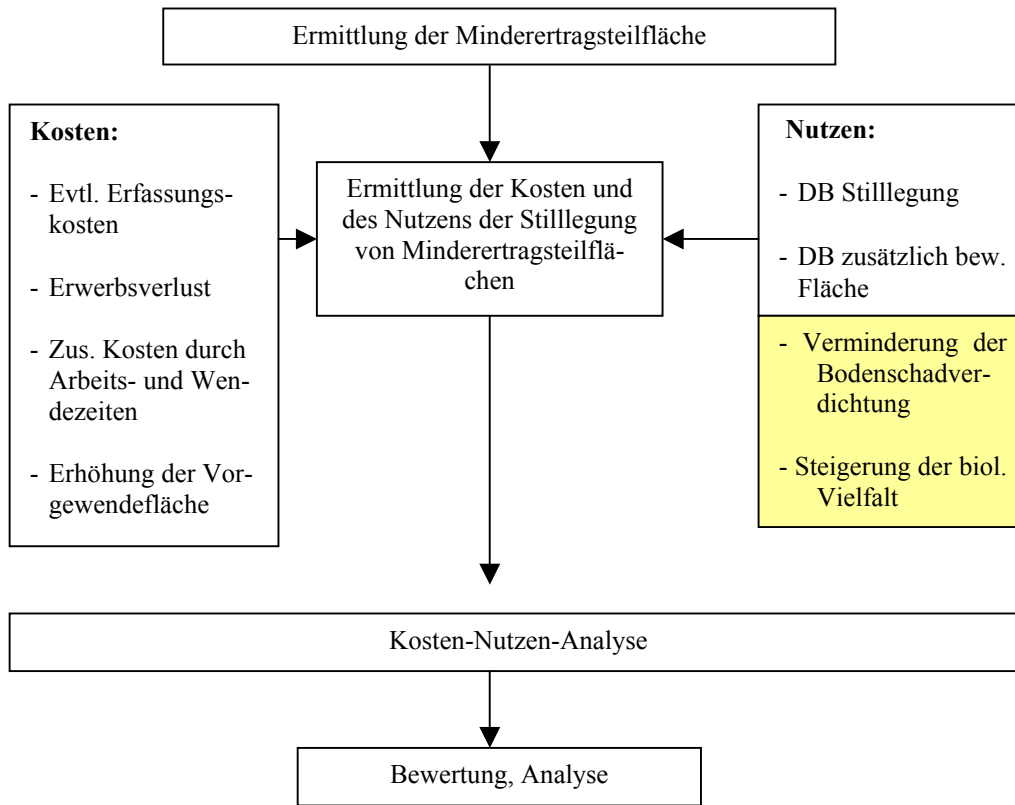 Ermittlung der Minderertragsteilfläche
Kosten:
- Evtl. Erfassungs-
kosten
- Erwerbsverlust
- Zus. Kosten durch
Arbeits- und Wen-
dezeiten
- Erhöhung der Vor-
gewendefläche
Ermittlung der Kosten und
des Nutzens der Stilllegung
von Minderertragsteilflä-
chen
Nutzen:
- DB Stilllegung
- DB zusätzlich bew.
Fläche
- Verminderung der
Bodenschadver-
dichtung
- Steigerung der biol.
Vielfalt
Kosten-Nutzen-Analyse
Bewertung, Analyse